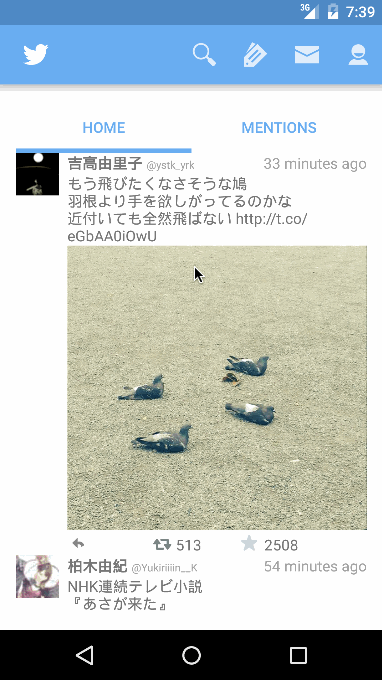 3G 7:39
HOME MENTIONS
吉高由里子 @ystk_yrk 33 minutes ago
もう飛びたくなさそうな鳩
羽根より手を欲しがってるのかな
近付いても全然飛ばない http://t.co/
eGbAA0iOwU
513 2508
柏木由紀 @Yukiriiiin__K 54 minutes ago
NHK連続テレビ小説
『あさが来た』